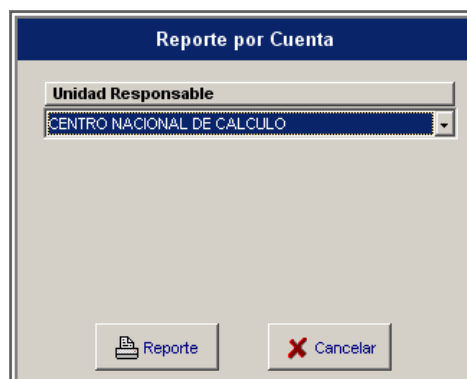 Reporte por Cuenta
Unidad Responsable
CENTRO NACIONAL DE CALCULO
Reporte
Cancelar